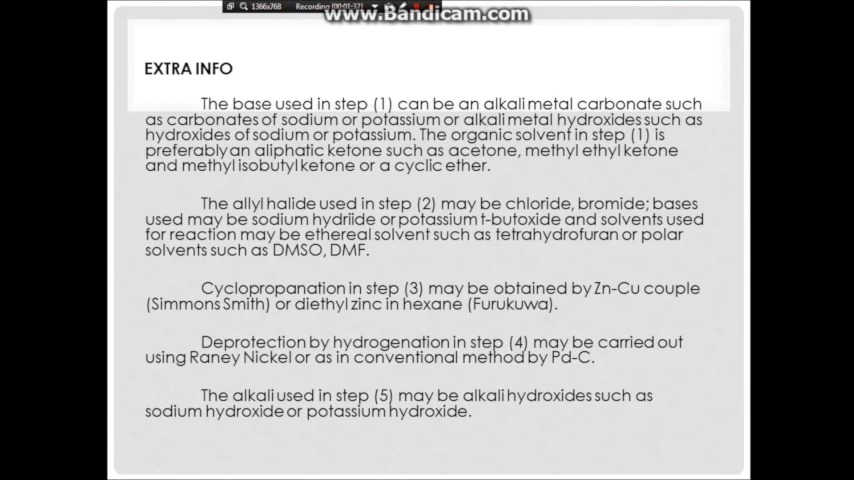 1366x768 Recording [00:01:32]
www.Bandicam.com
EXTRA INFO
The base used in step (1) can be an alkali metal carbonate such
as carbonates of sodium or potassium or alkali metal hydroxides such as
hydroxides of sodium or potassium. The organic solvent in step (1) is
preferably an aliphatic ketone such as acetone, methyl ethyl ketone
and methyl isobutyl ketone or a cyclic ether.
The allyl halide used in step (2) may be chloride, bromide; bases
used may be sodium hydriide or potassium t-butoxide and solvents used
for reaction may be ethereal solvent such as tetrahydrofuran or polar
solvents such as DMSO, DMF.
Cyclopropanation in step (3) may be obtained by Zn-Cu couple
(Simmons Smith) or diethyl zinc in hexane (Furukuwa).
Deprotection by hydrogenation in step (4) may be carried out
using Raney Nickel or as in conventional method by Pd-C.
The alkali used in step (5) may be alkali hydroxides such as
sodium hydroxide or potassium hydroxide.